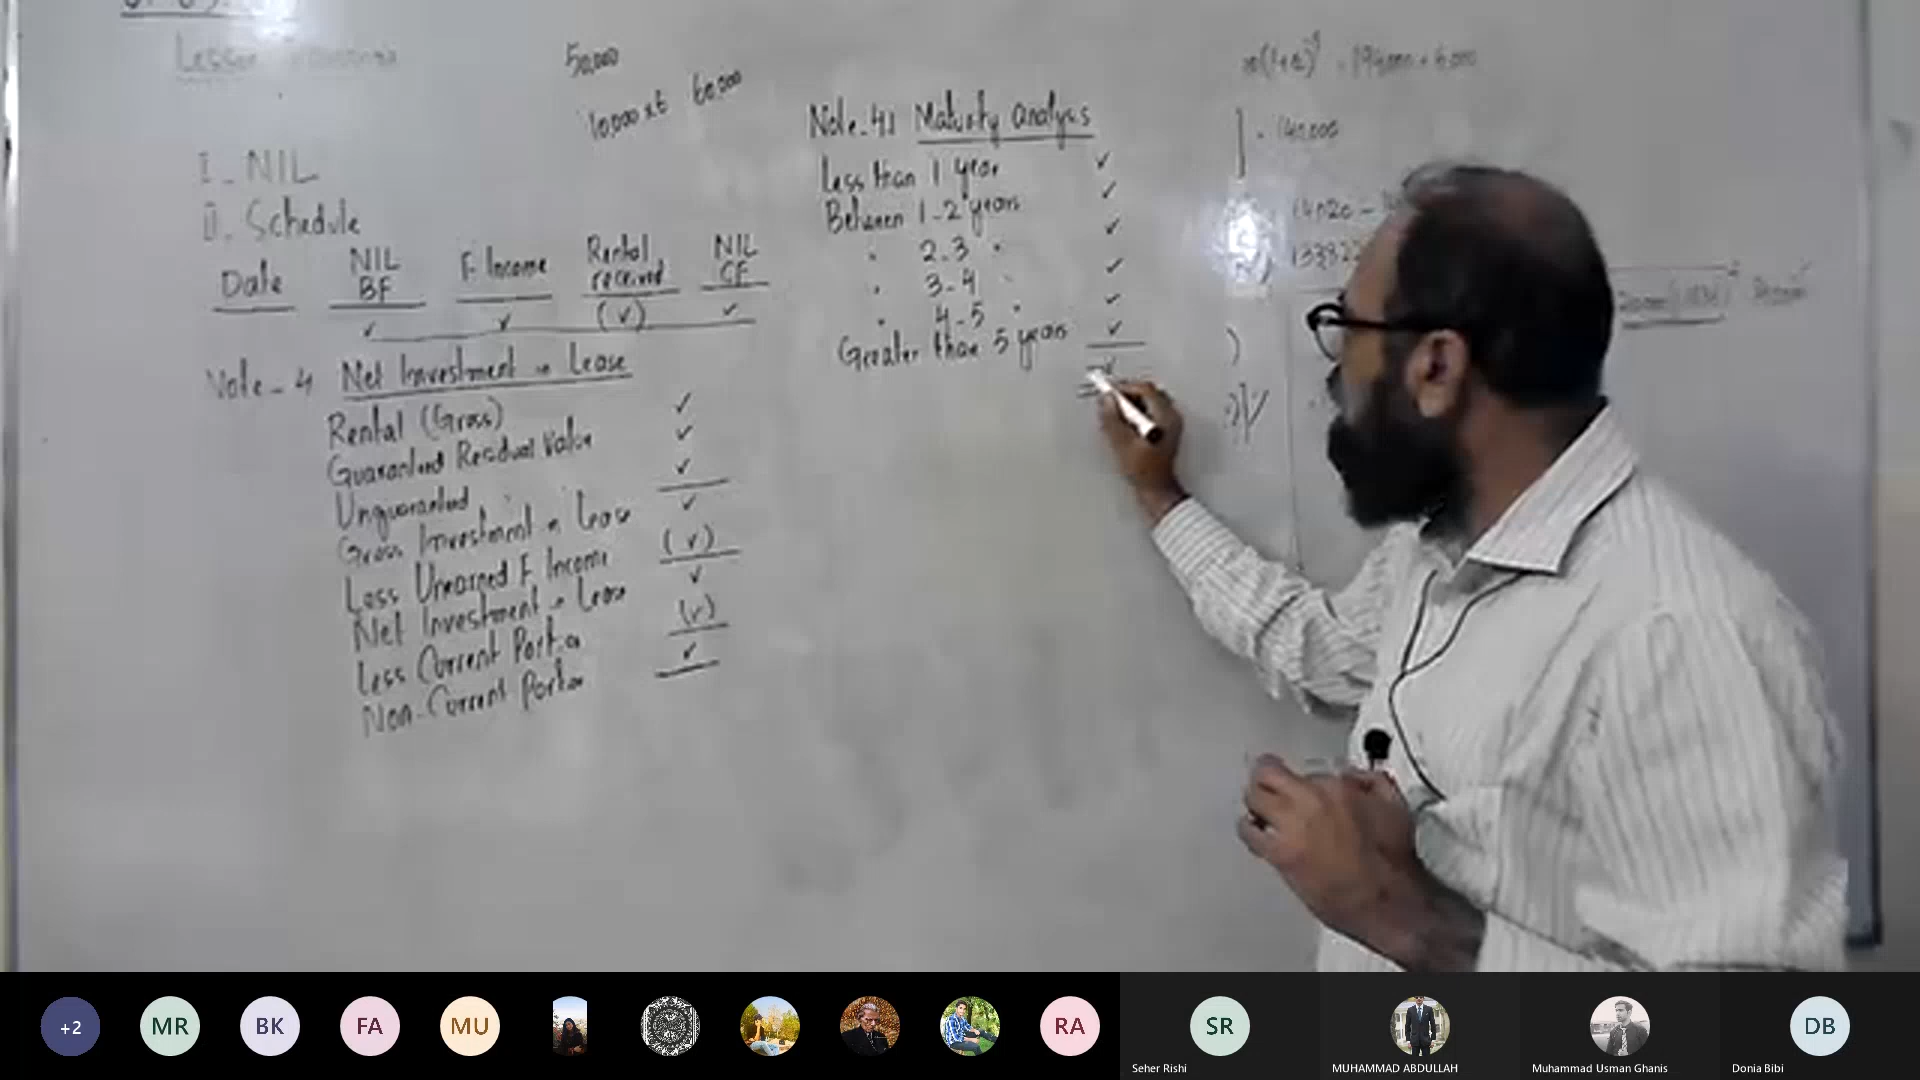 Lessor
50,000
10,000 x 6 60,000
I. NIL
II. Schedule
Date NIL BF F. Income Rental received NIL CF
✓ ✓ (✓) ✓
Note-4 Net Investment in Lease
Rental (Gross) ✓
Guaranteed Residual Value ✓
Unguaranteed ✓
Gross Investment in Lease ✓
Less Unearned F. Income (✓)
Net Investment in Lease ✓
Less Current Portion (✓)
Non-Current Portion ✓
Note-4.1 Maturity Analysis
Less than 1 year ✓
Between 1-2 years ✓
" 2-3 " ✓
" 3-4 " ✓
" 4-5 " ✓
Greater than 5 years ✓
✓
+2
MR
BK
FA
MU
RA
SR
Seher Rishi
MUHAMMAD ABDULLAH
Muhammad Usman Ghanis
DB
Donia Bibi